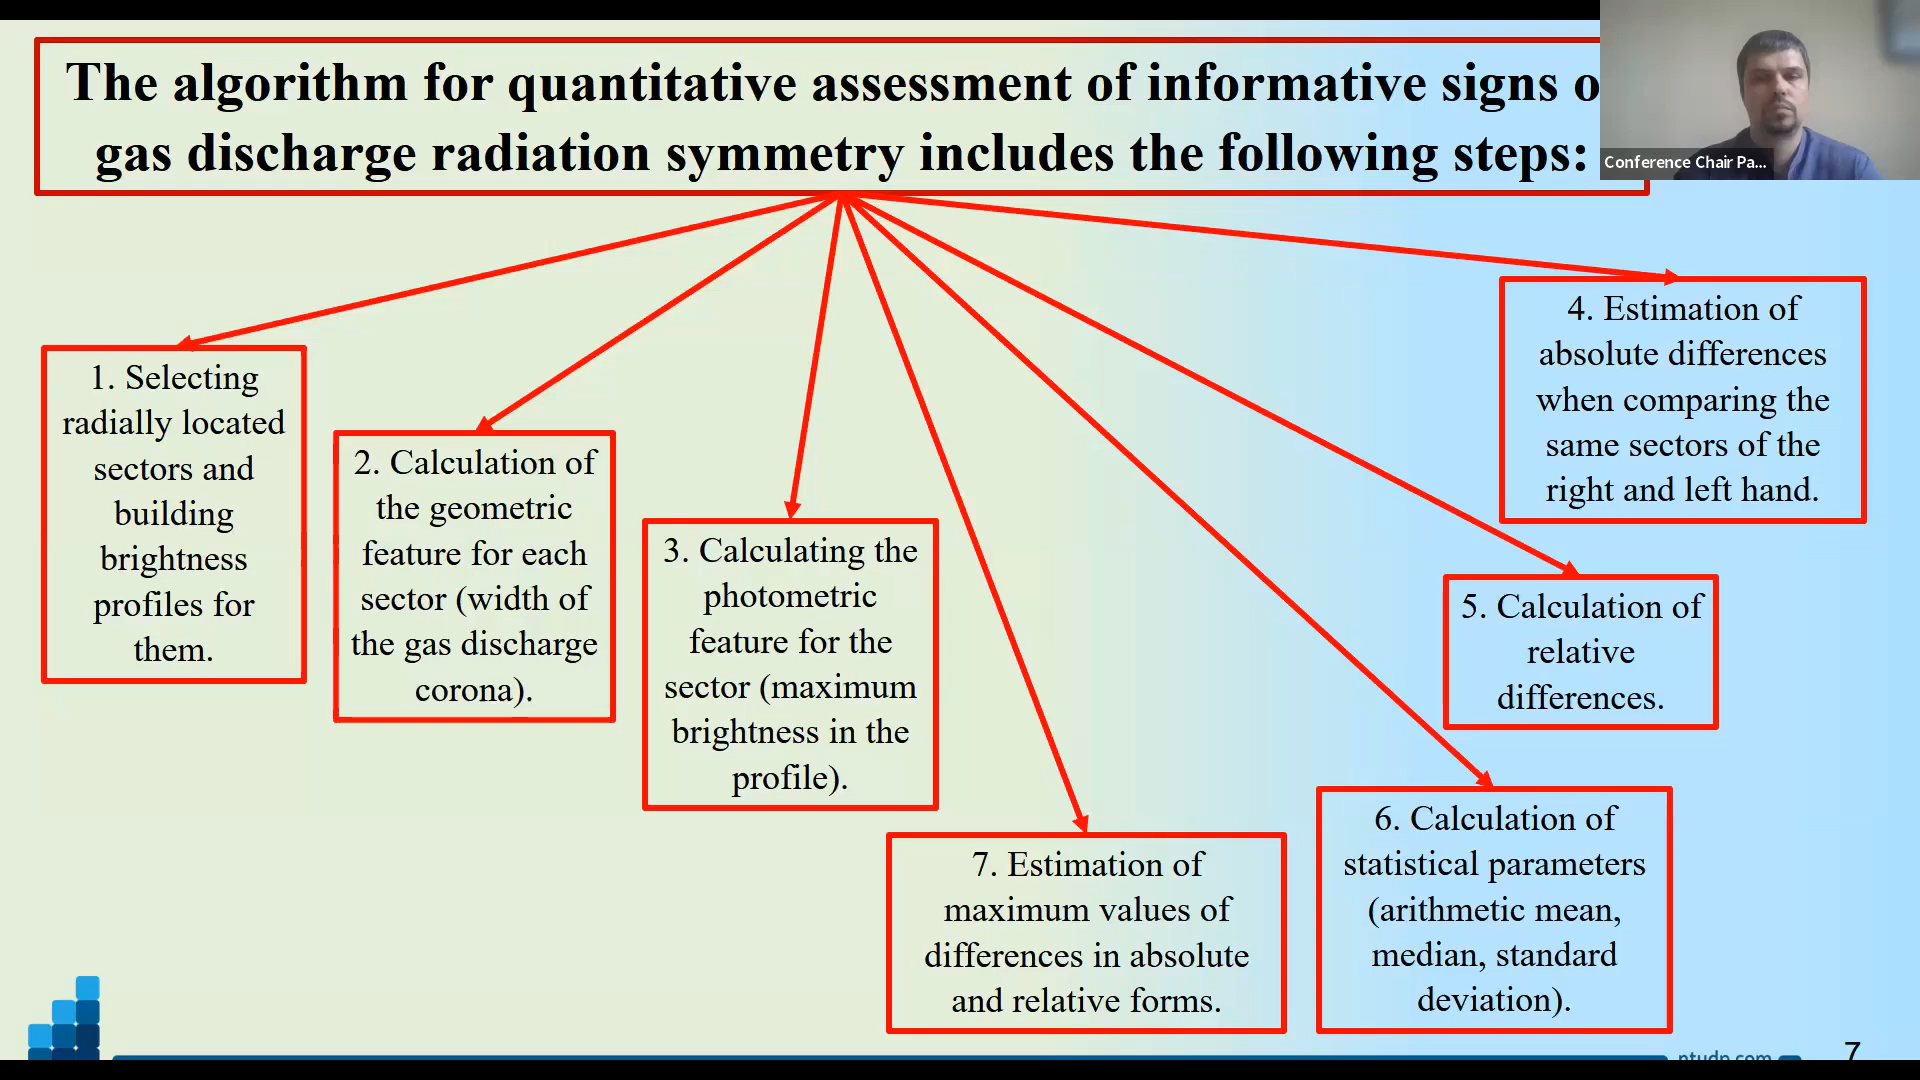 The algorithm for quantitative assessment of informative signs o
gas discharge radiation symmetry includes the following steps:
Conference Chair Pa...
1. Selecting
radially located
sectors and
building
brightness
profiles for
them.
2. Calculation of
the geometric
feature for each
sector (width of
the gas discharge
corona).
3. Calculating the
photometric
feature for the
sector (maximum
brightness in the
profile).
4. Estimation of
absolute differences
when comparing the
same sectors of the
right and left hand.
5. Calculation of
relative
differences.
6. Calculation of
statistical parameters
(arithmetic mean,
median, standard
deviation).
7. Estimation of
maximum values of
differences in absolute
and relative forms.
ntudp.com
7